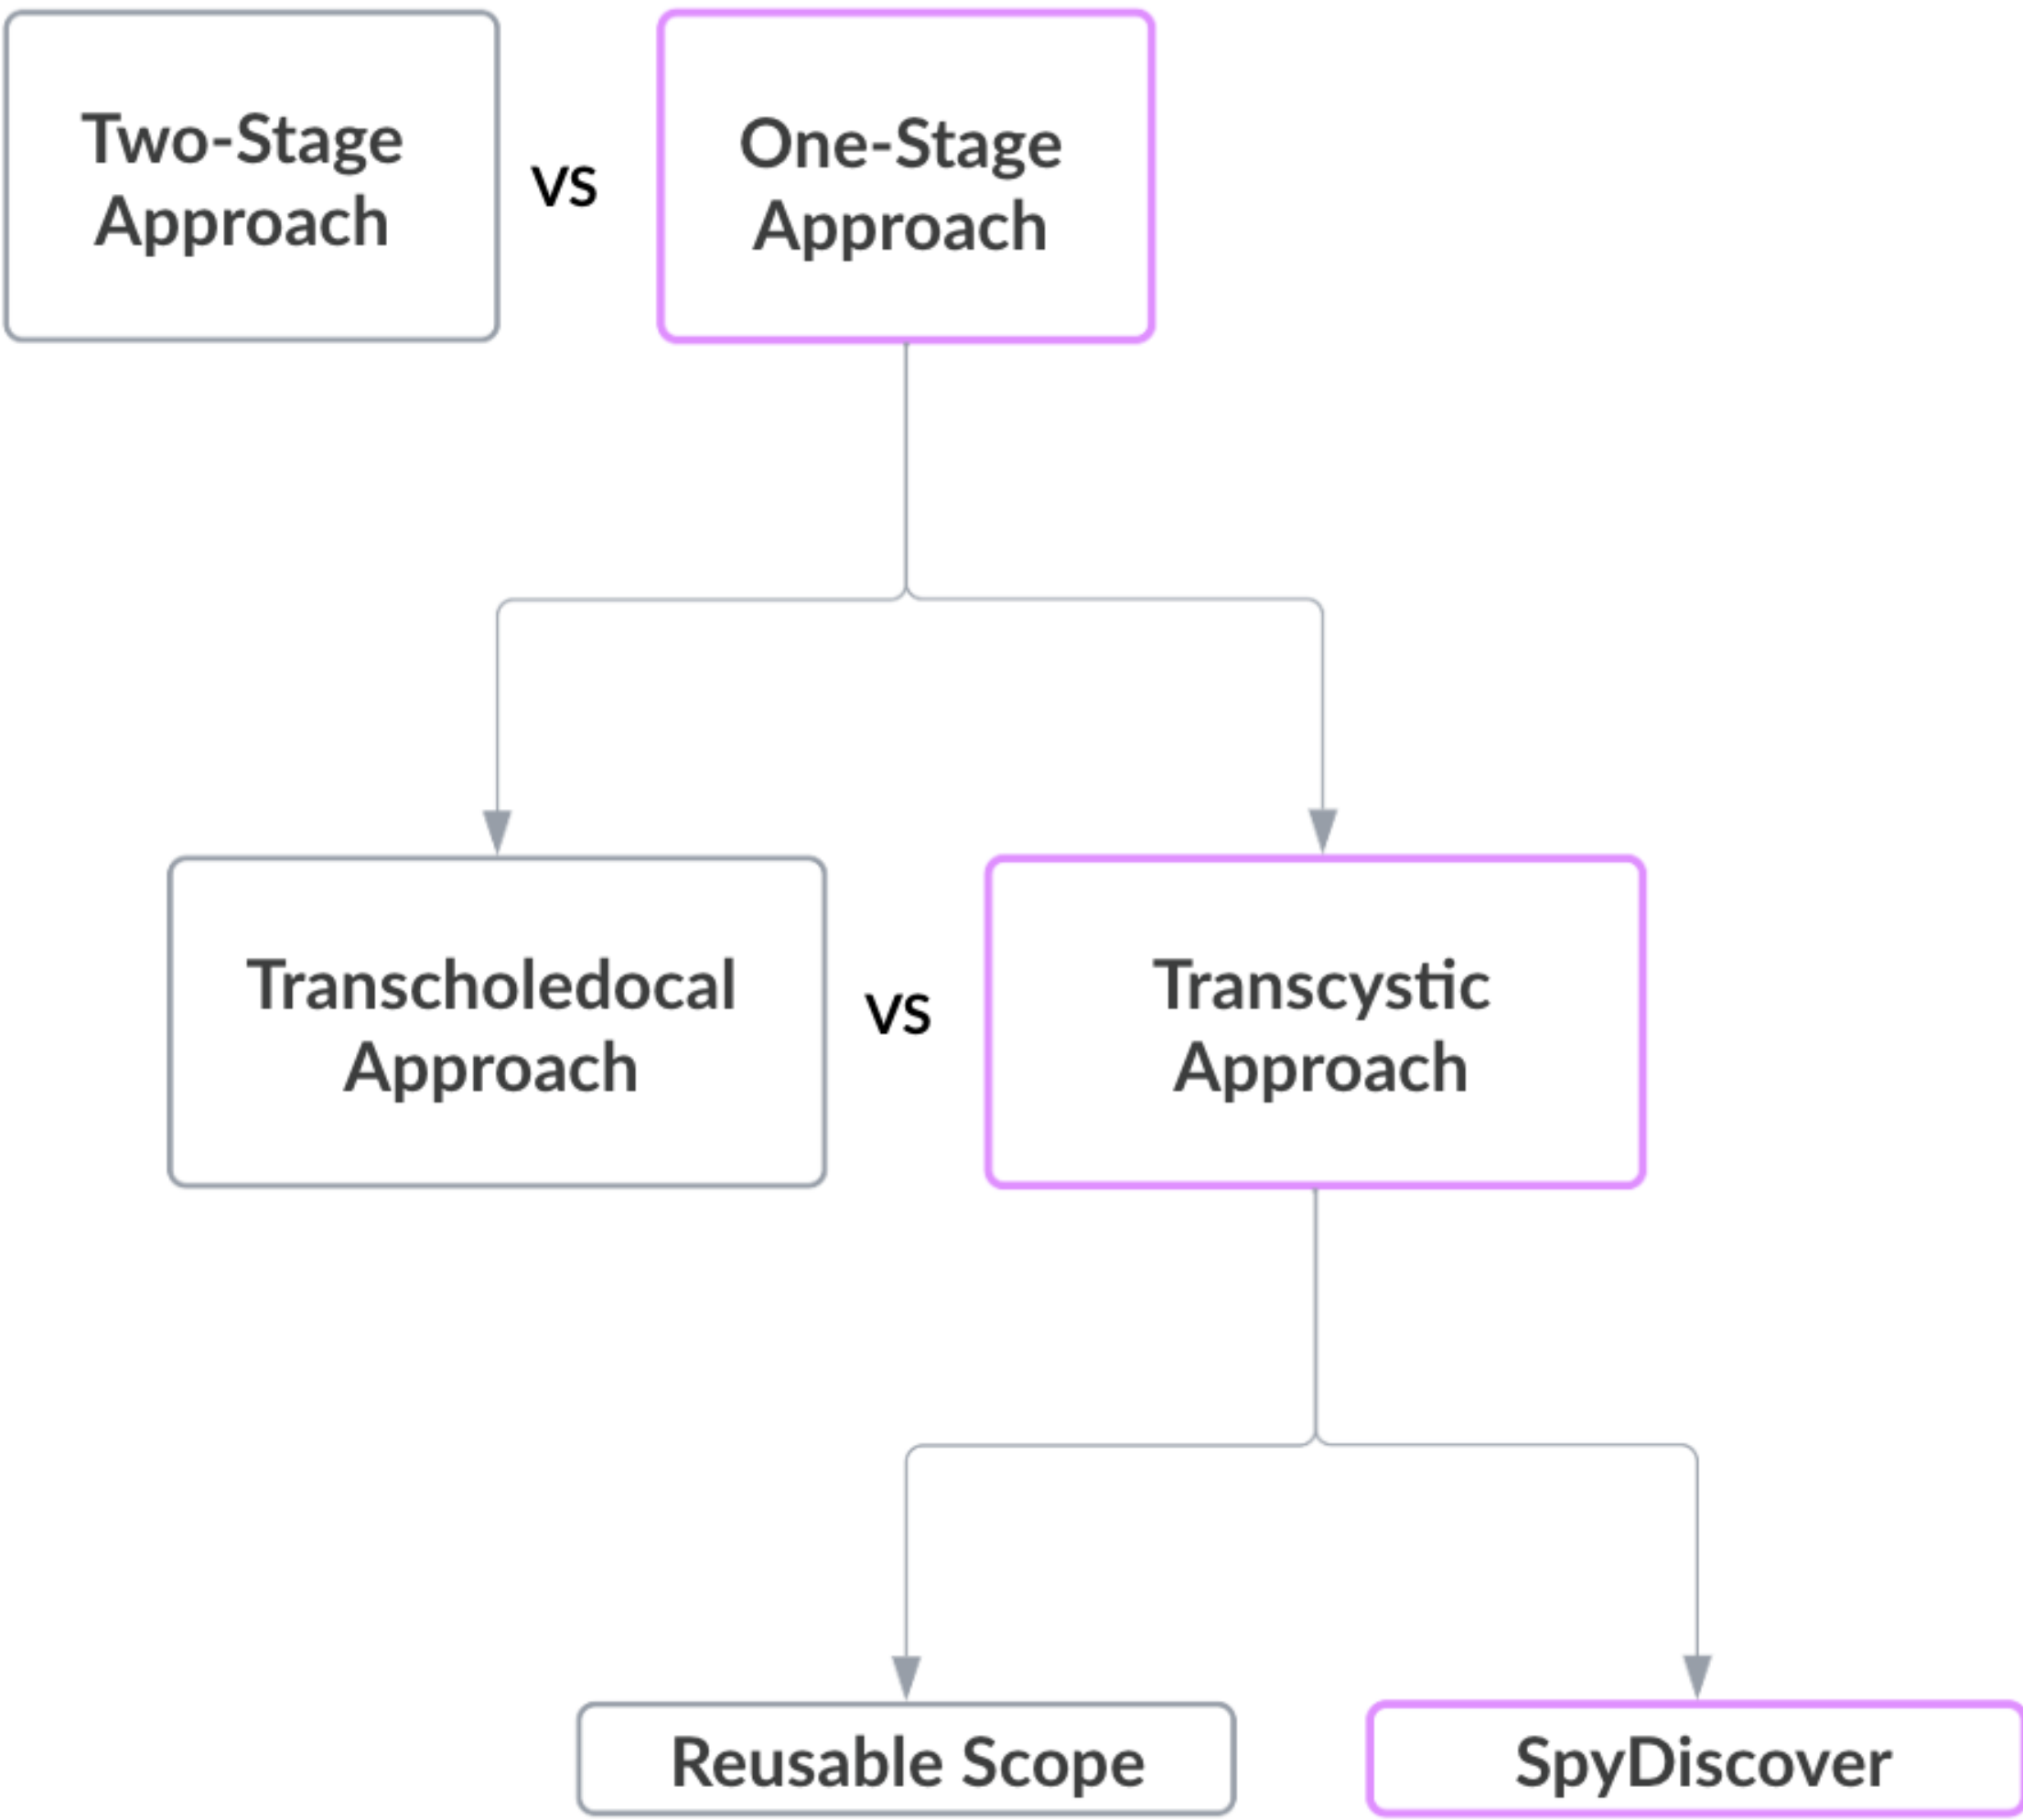 Two-Stage
Approach
vs
One-Stage
Approach
Transcholedocal
Approach
vs
Transcystic
Approach
Reusable Scope
SpyDiscover